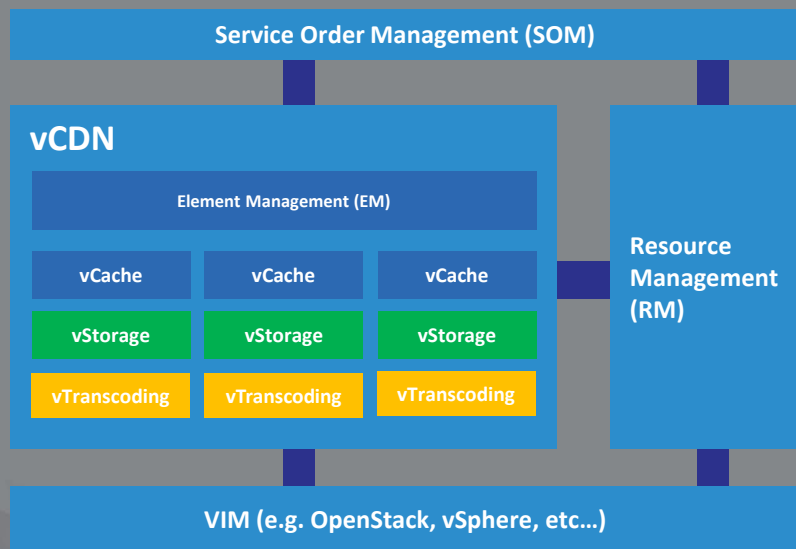 Service Order Management (SOM)
vCDN
Element Management (EM)
vCache vCache vCache
vStorage vStorage vStorage
vTranscoding vTranscoding vTranscoding
Resource
Management
(RM)
VIM (e.g. OpenStack, vSphere, etc…)